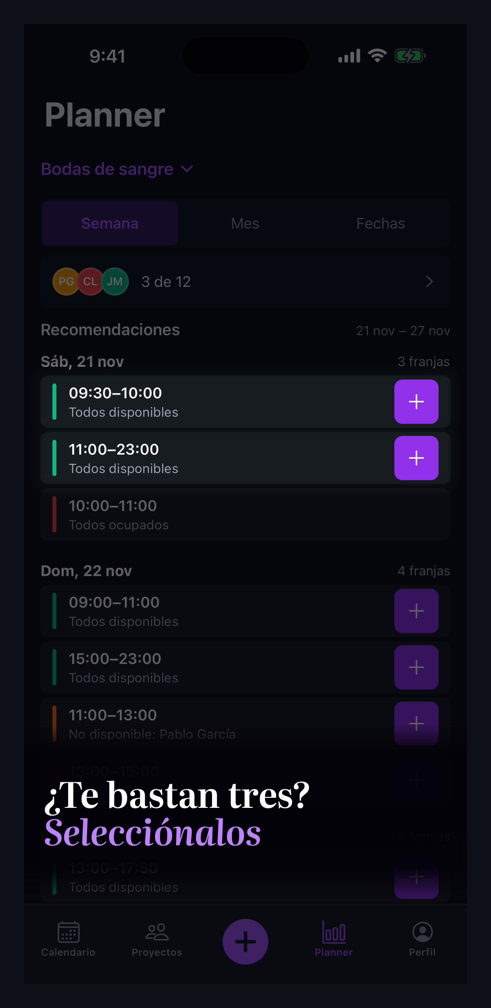 9:41
Planner
Bodas de sangre
Semana Mes Fechas
PG CL JM 3 de 12
Recomendaciones 21 nov – 27 nov
Sáb, 21 nov 3 franjas
09:30–10:00
Todos disponibles
11:00–23:00
Todos disponibles
10:00–11:00
Todos ocupados
Dom, 22 nov 4 franjas
09:00–11:00
Todos disponibles
15:00–23:00
Todos disponibles
11:00–13:00
No disponible: Pablo García
¿Te bastan tres?
Selecciónalos
13:00–17:30
Todos disponibles
Calendario Proyectos Planner Perfil